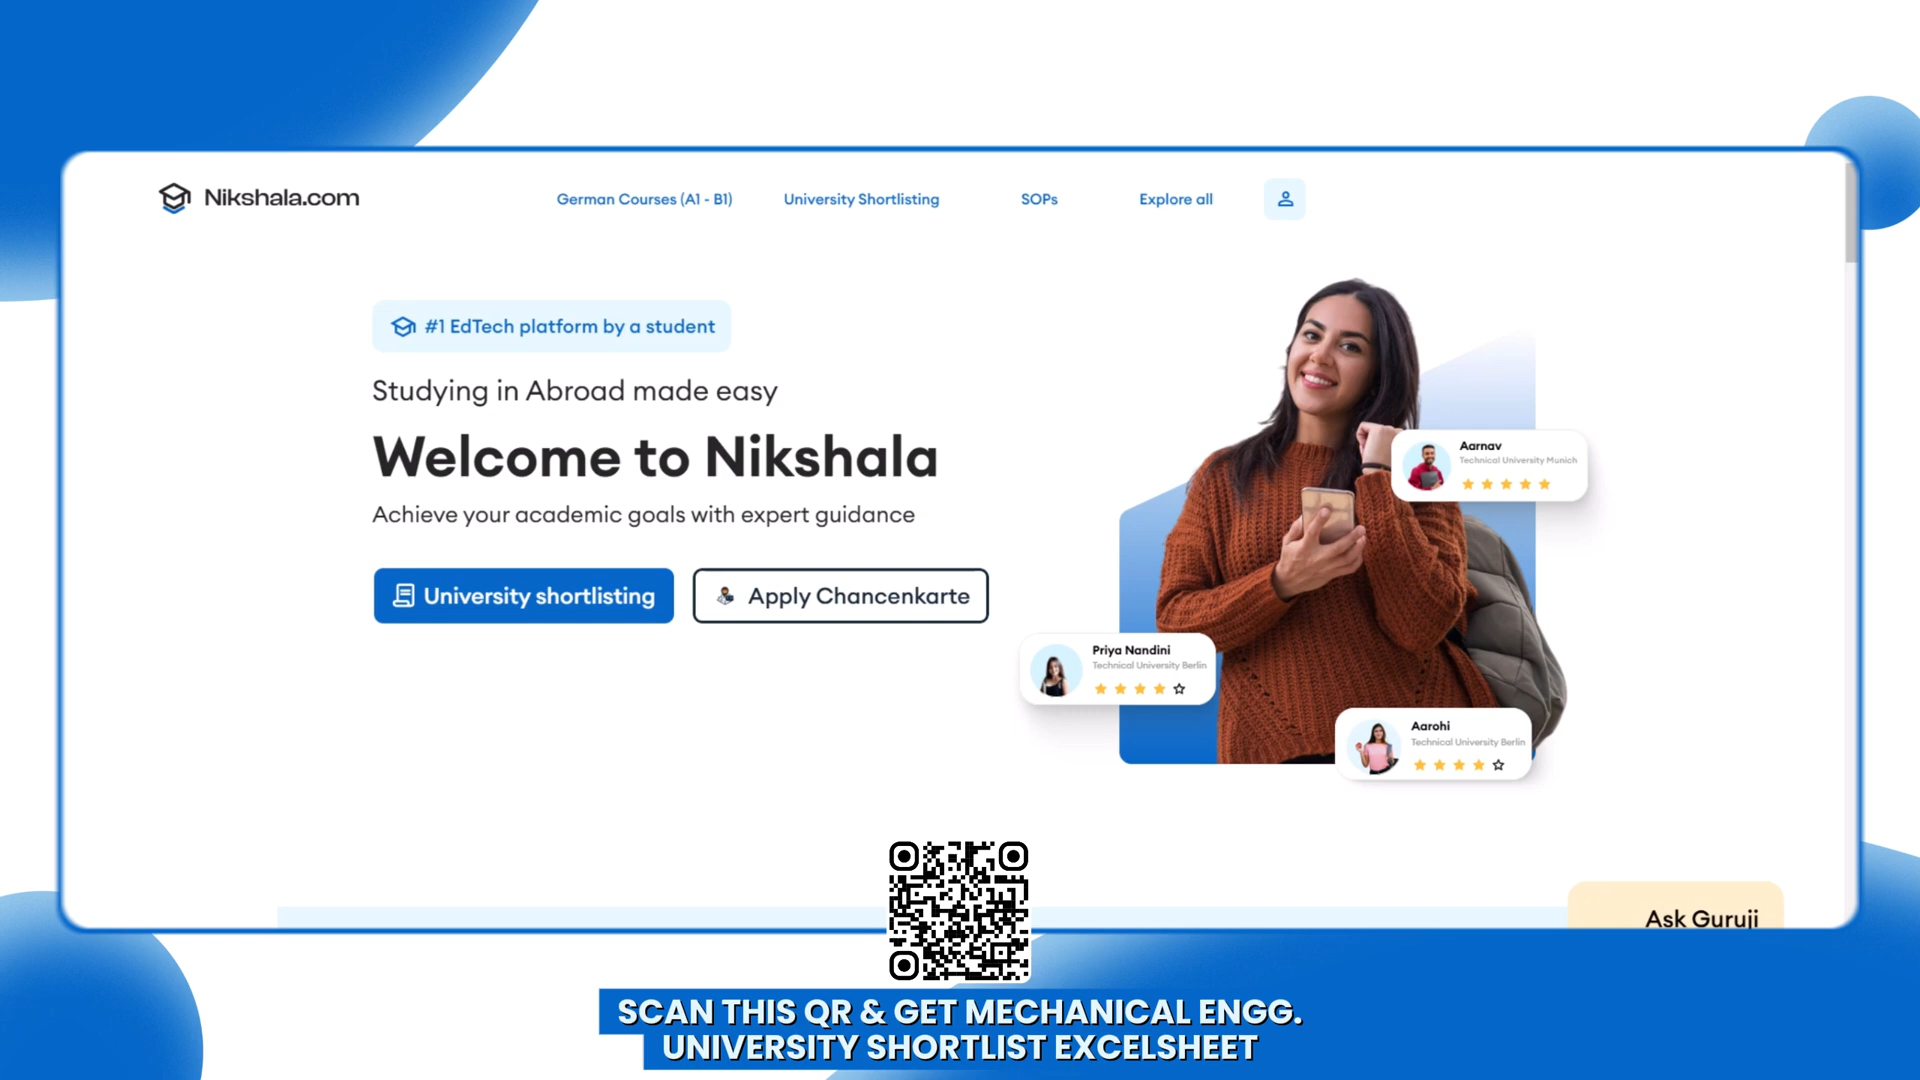 Nikshala.com
German Courses (A1 - B1)
University Shortlisting
SOPs
Explore all
#1 EdTech platform by a student
Studying in Abroad made easy
Welcome to Nikshala
Achieve your academic goals with expert guidance
University shortlisting
Apply Chancenkarte
Aarnav
Technical University Munich
Priya Nandini
Technical University Berlin
Aarohi
Technical University Berlin
Ask Guruji
SCAN THIS QR & GET MECHANICAL ENGG.
UNIVERSITY SHORTLIST EXCELSHEET